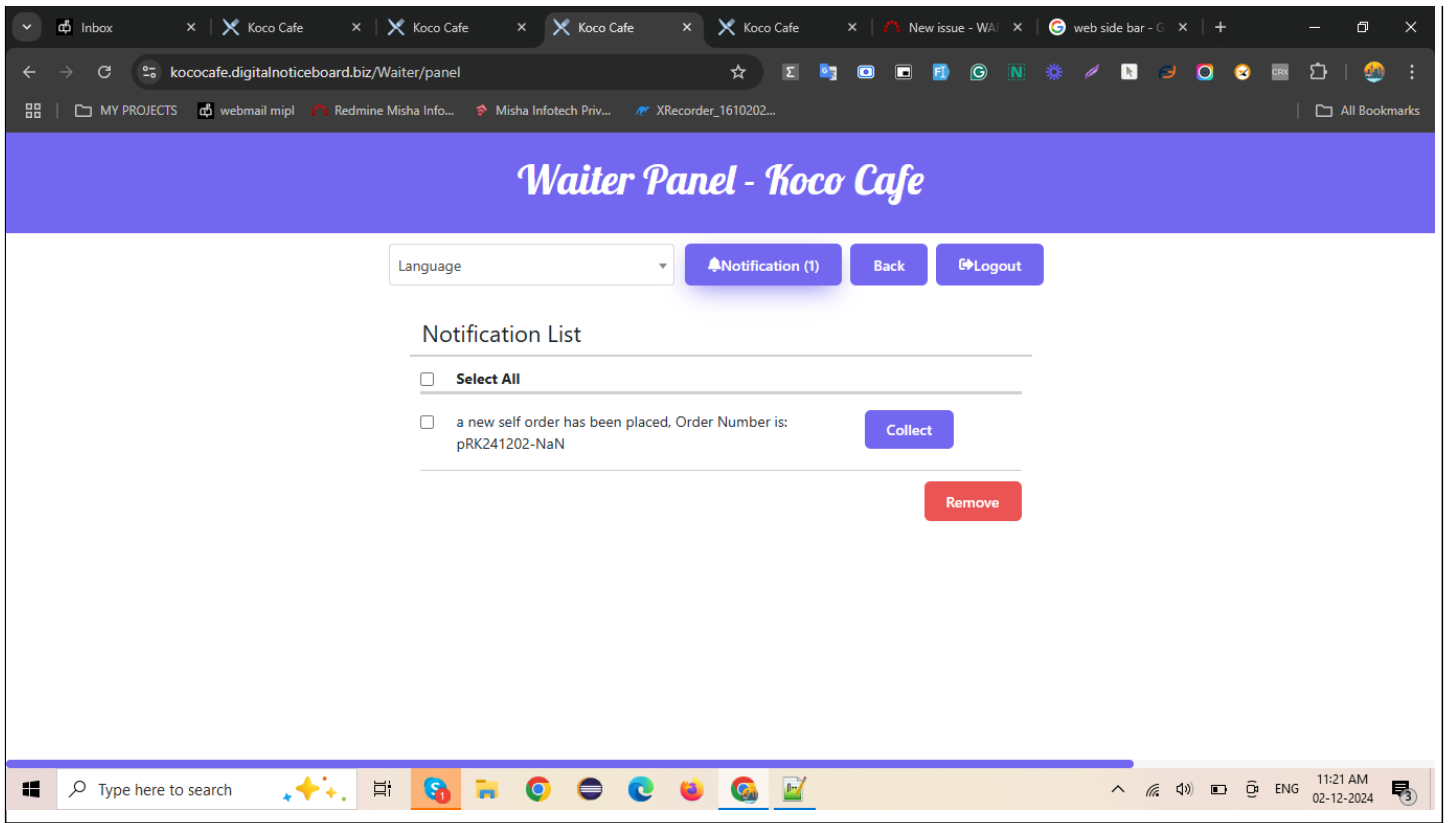 Inbox
Koco Cafe
Koco Cafe
Koco Cafe
Koco Cafe
New issue - WA
web side bar - G
kococafe.digitalnoticeboard.biz/Waiter/panel
MY PROJECTS
webmail mipl
Redmine Misha Info...
Misha Infotech Priv...
XRecorder_1610202...
All Bookmarks
Waiter Panel - Koco Cafe
Language
Notification (1)
Back
Logout
Notification List
Select All
a new self order has been placed, Order Number is:
pRK241202-NaN
Collect
Remove
Type here to search
ENG
11:21 AM
02-12-2024
3